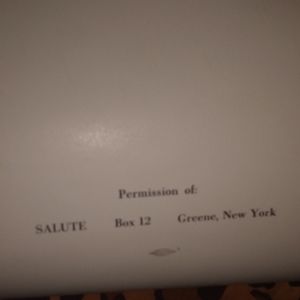 Permission of:
SALUTE Box 12 Greene, New York